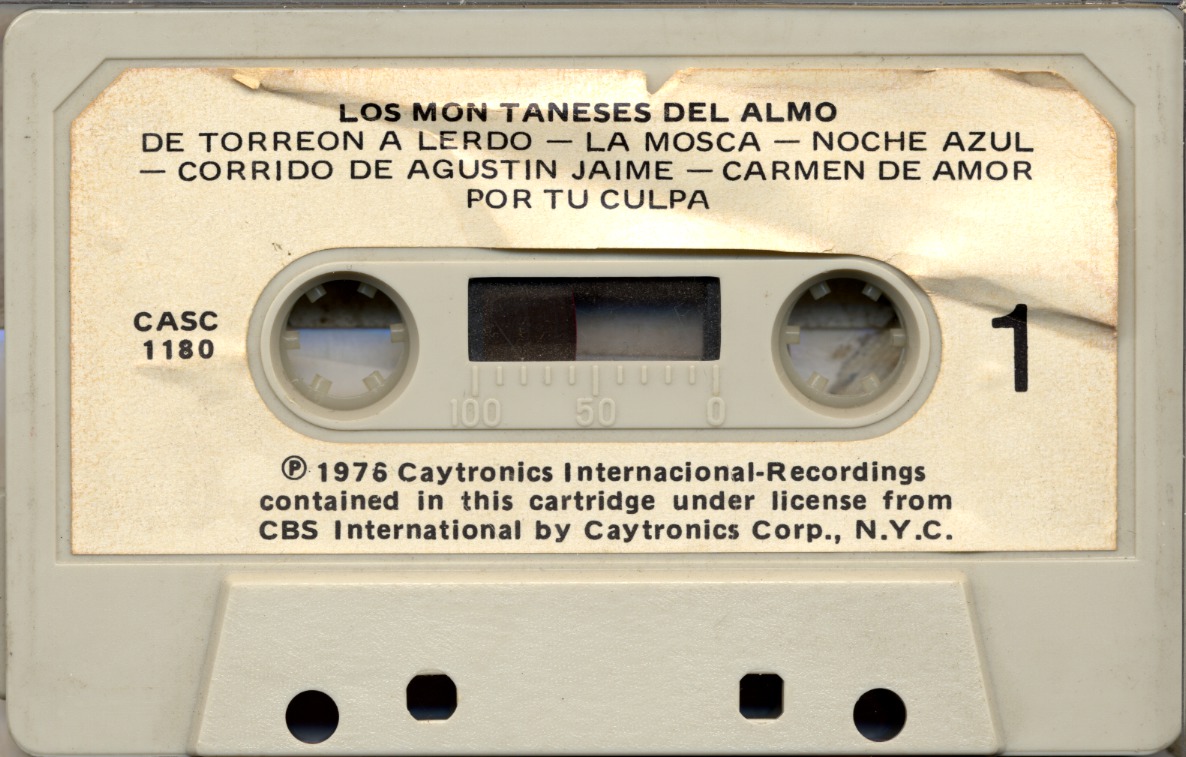 LOS MON TANESES DEL ALMO
DE TORREON A LERDO — LA MOSCA — NOCHE AZUL
— CORRIDO DE AGUSTIN JAIME — CARMEN DE AMOR
POR TU CULPA
CASC
1180
1
100 50 0
℗ 1976 Caytronics Internacional-Recordings
contained in this cartridge under license from
CBS International by Caytronics Corp., N.Y.C.